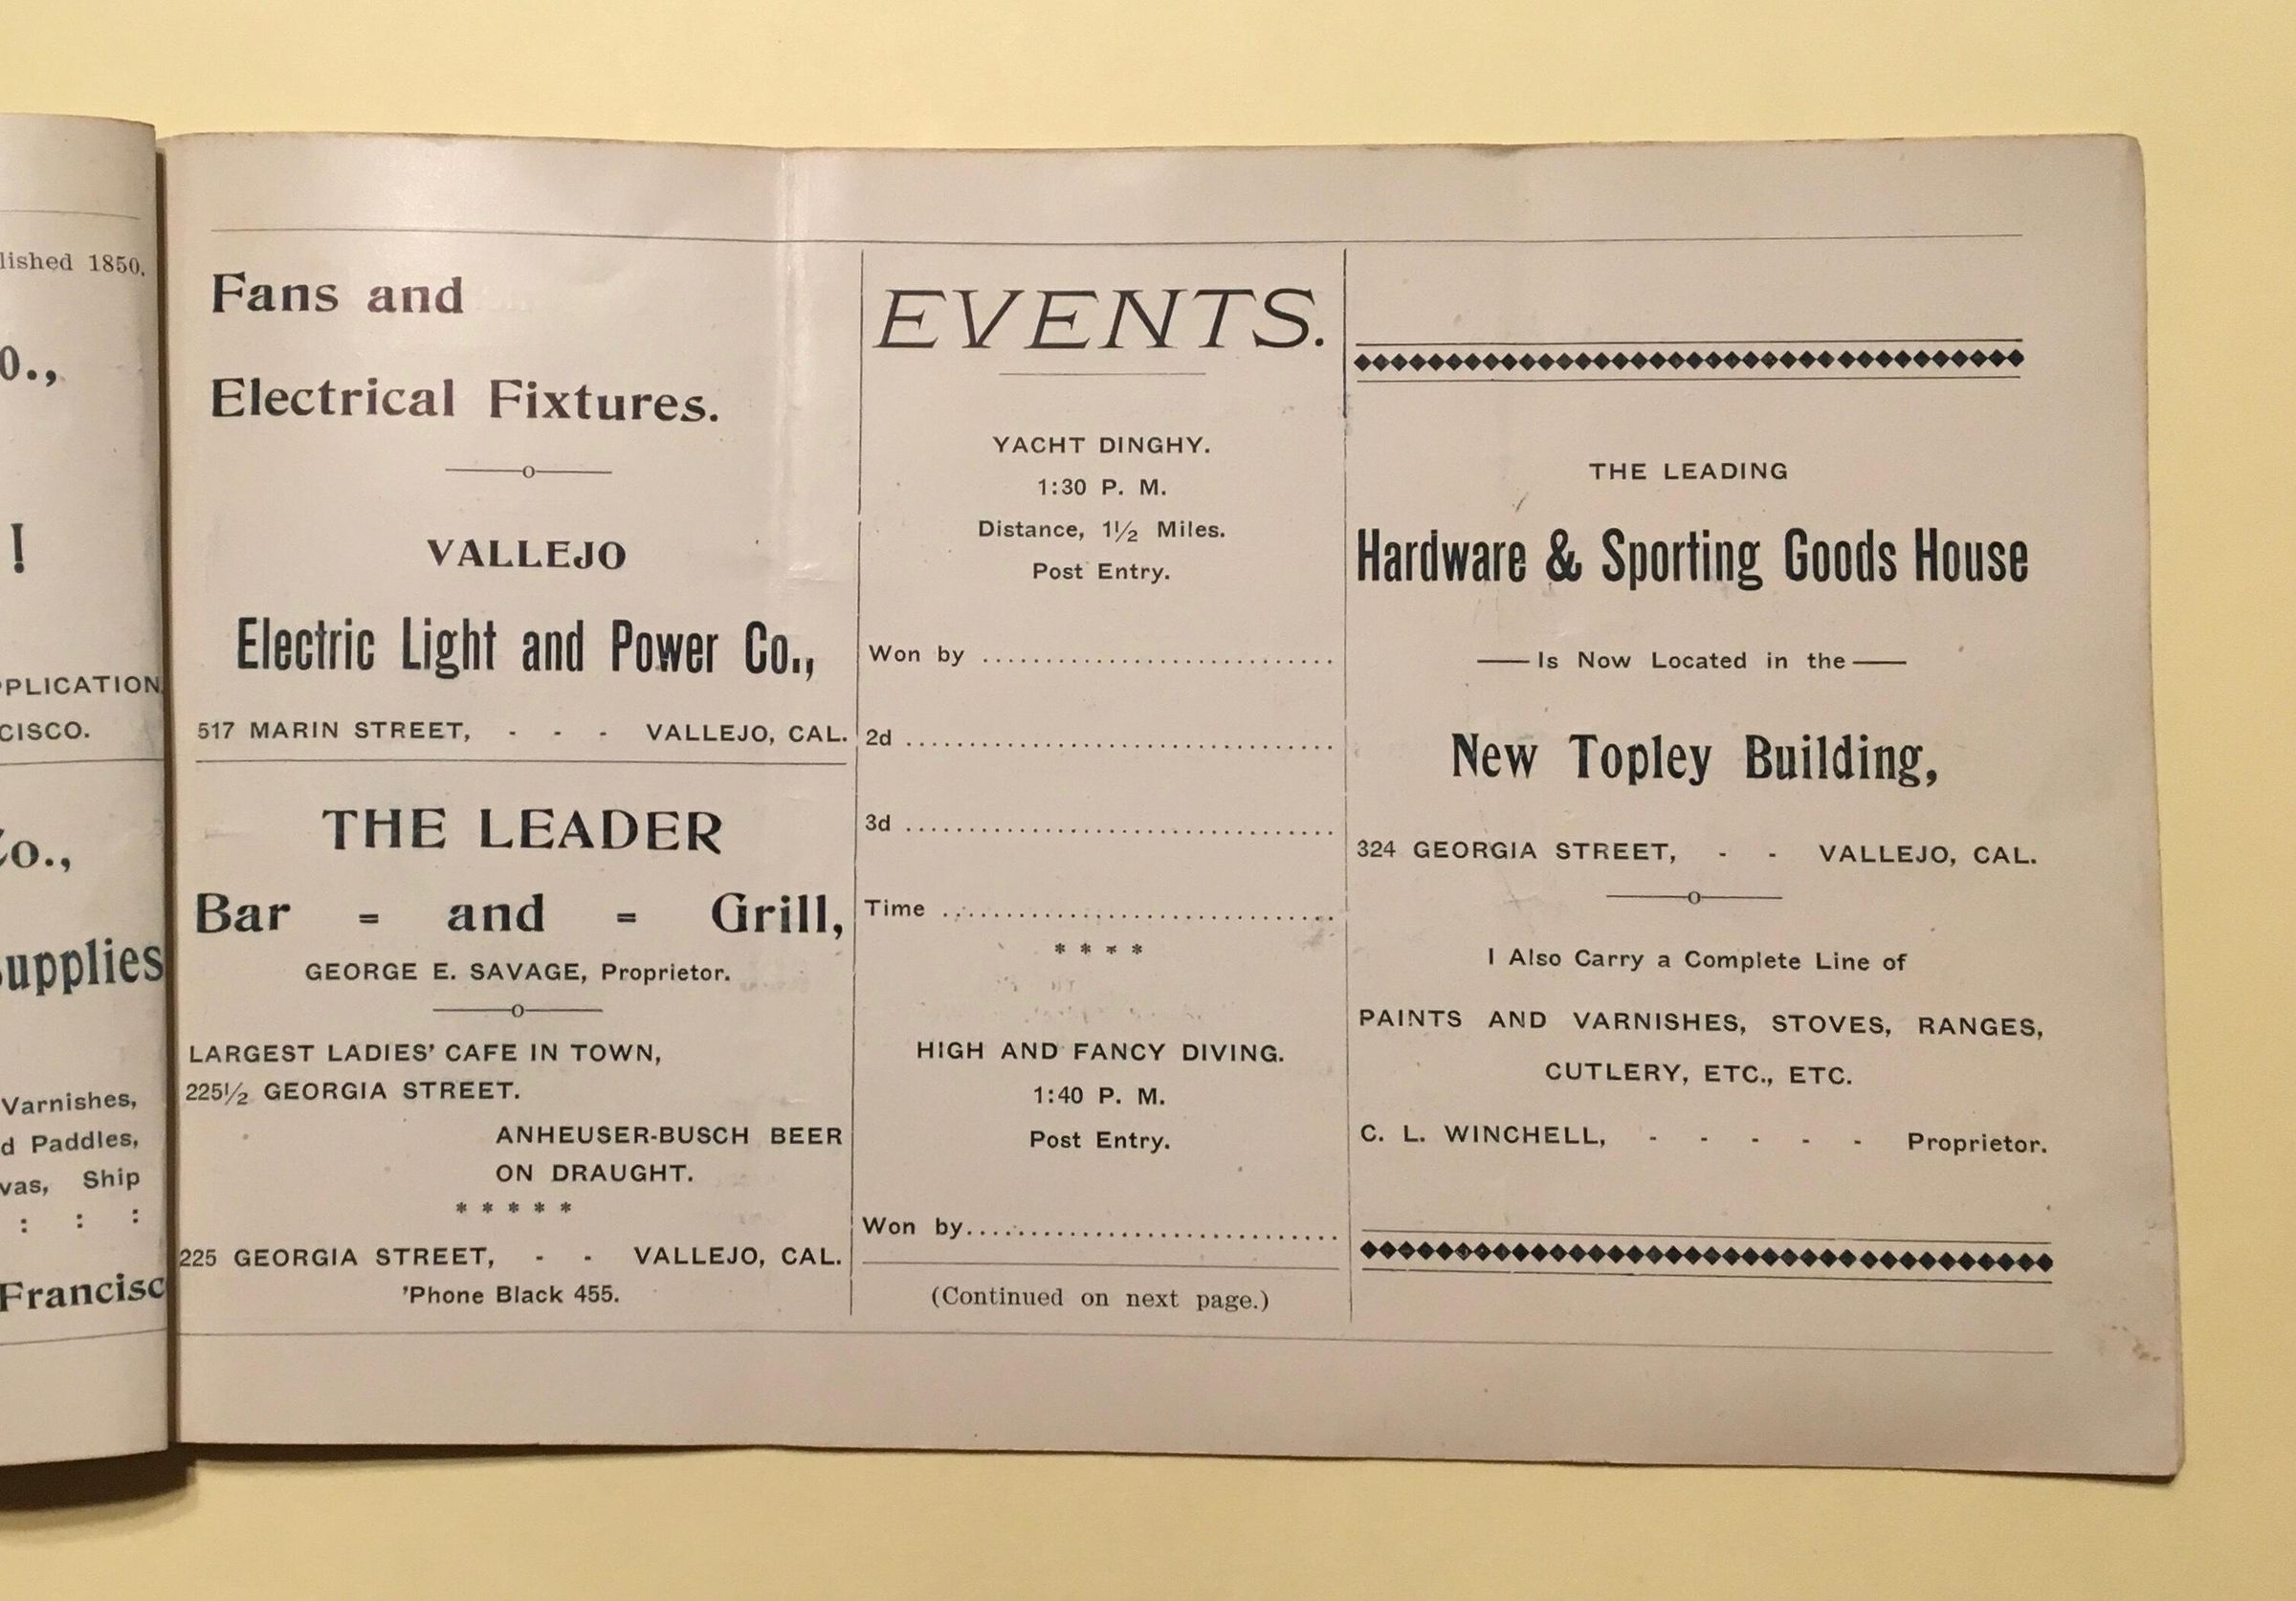 lished 1850.
o.,
!
PPLICATION.
CISCO.
Co.,
Supplies
Varnishes,
d Paddles,
vas, Ship
: : :
Francisc
Fans and
Electrical Fixtures.
VALLEJO
Electric Light and Power Co.,
517 MARIN STREET, - - - VALLEJO, CAL.
THE LEADER
Bar = and = Grill,
GEORGE E. SAVAGE, Proprietor.
LARGEST LADIES' CAFE IN TOWN,
225½ GEORGIA STREET.
ANHEUSER-BUSCH BEER
ON DRAUGHT.
* * * * *
225 GEORGIA STREET, - - VALLEJO, CAL.
'Phone Black 455.
EVENTS.
YACHT DINGHY.
1:30 P. M.
Distance, 1½ Miles.
Post Entry.
Won by ..............................
2d ..............................
3d ..............................
Time ..............................
* * * *
HIGH AND FANCY DIVING.
1:40 P. M.
Post Entry.
Won by..............................
(Continued on next page.)
THE LEADING
Hardware & Sporting Goods House
—Is Now Located in the—
New Topley Building,
324 GEORGIA STREET, - - VALLEJO, CAL.
I Also Carry a Complete Line of
PAINTS AND VARNISHES, STOVES, RANGES,
CUTLERY, ETC., ETC.
C. L. WINCHELL, - - - - - Proprietor.